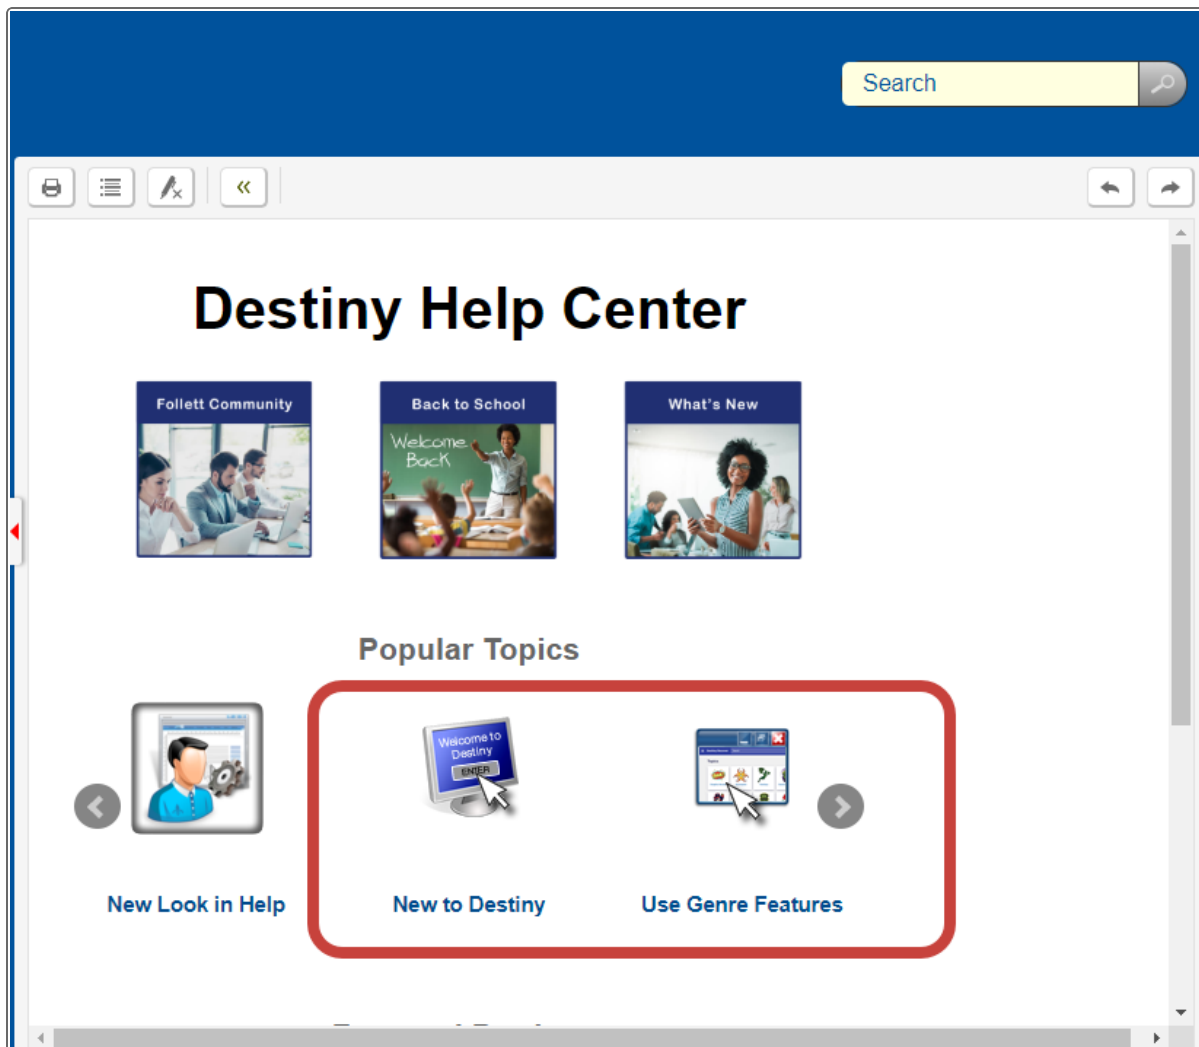 Search
Destiny Help Center
Follett Community
Back to School
What's New
Welcome
Back
Popular Topics
Welcome to
Destiny
ENTER
New Look in Help
New to Destiny
Use Genre Features